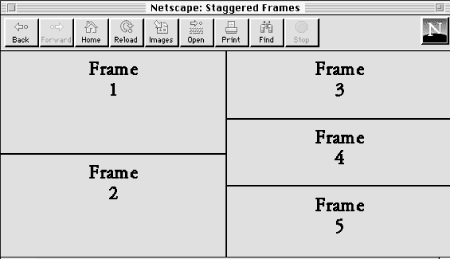 Netscape: Staggered Frames
Back Forward Home Reload Images Open Print Find Stop
N
Frame
1
Frame
2
Frame
3
Frame
4
Frame
5